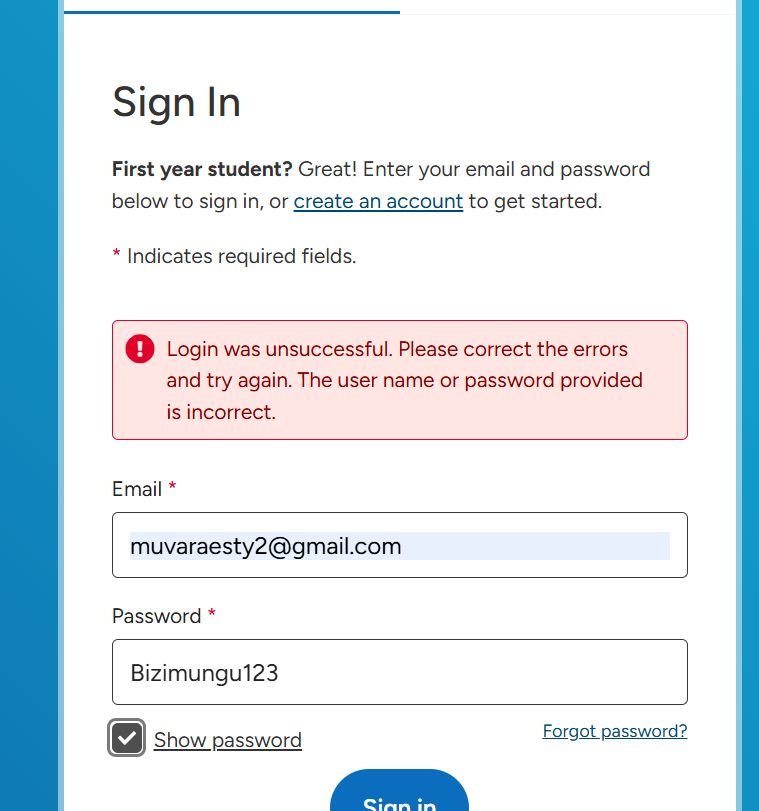 Sign In
First year student? Great! Enter your email and password
below to sign in, or create an account to get started.
* Indicates required fields.
Login was unsuccessful. Please correct the errors
and try again. The user name or password provided
is incorrect.
Email *
muvaraesty2@gmail.com
Password *
Bizimungu123
Show password
Forgot password?
Sign in